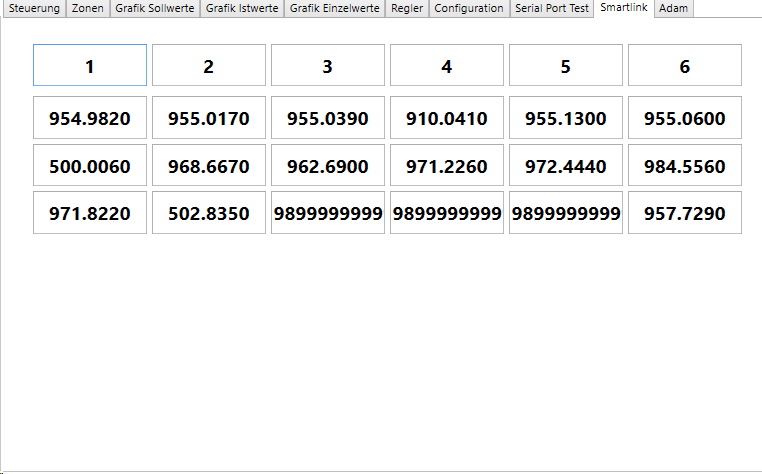 Steuerung Zonen Grafik Sollwerte Grafik Istwerte Grafik Einzelwerte Regler Configuration Serial Port Test Smartlink Adam
1 2 3 4 5 6
954.9820 955.0170 955.0390 910.0410 955.1300 955.0600
500.0060 968.6670 962.6900 971.2260 972.4440 984.5560
971.8220 502.8350 9899999999 9899999999 9899999999 957.7290